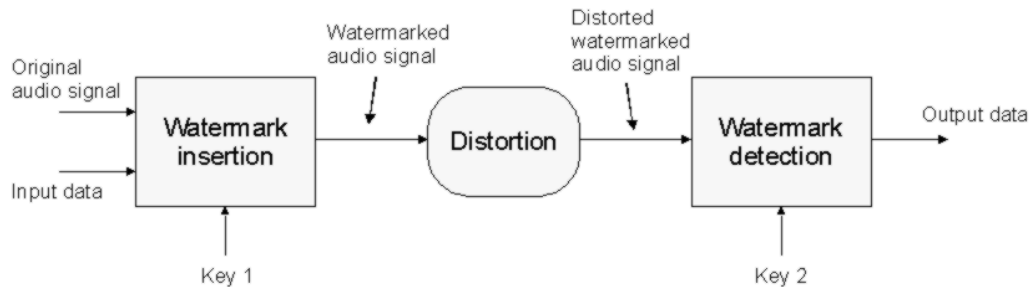 Original
audio signal
Input data
Watermark
insertion
Key 1
Watermarked
audio signal
Distortion
Distorted
watermarked
audio signal
Watermark
detection
Key 2
Output data